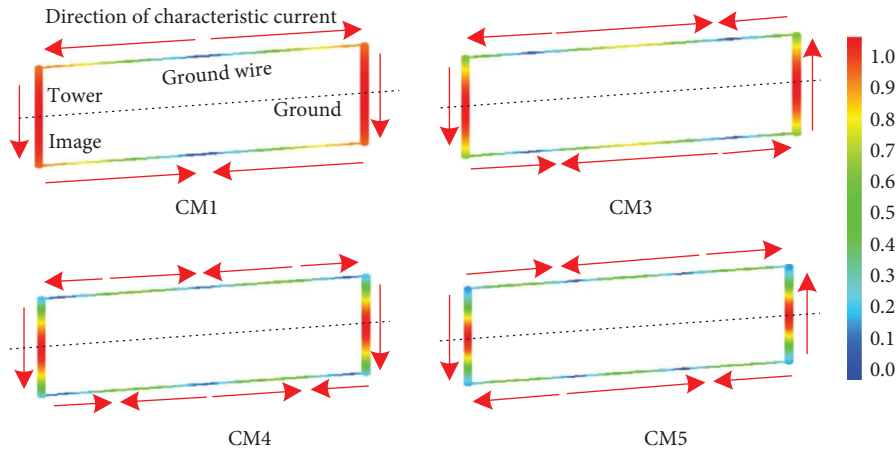 Direction of characteristic current
Ground wire
Tower
Ground
Image
CM1
CM3
CM4
CM5
1.0
0.9
0.8
0.7
0.6
0.5
0.4
0.3
0.2
0.1
0.0